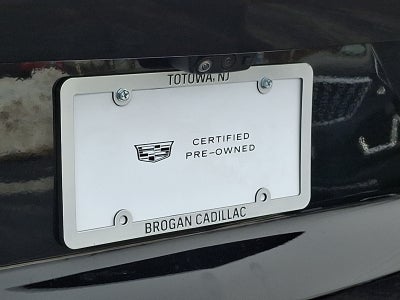 TOTOWA, NJ
CERTIFIED
PRE-OWNED
BROGAN CADILLAC